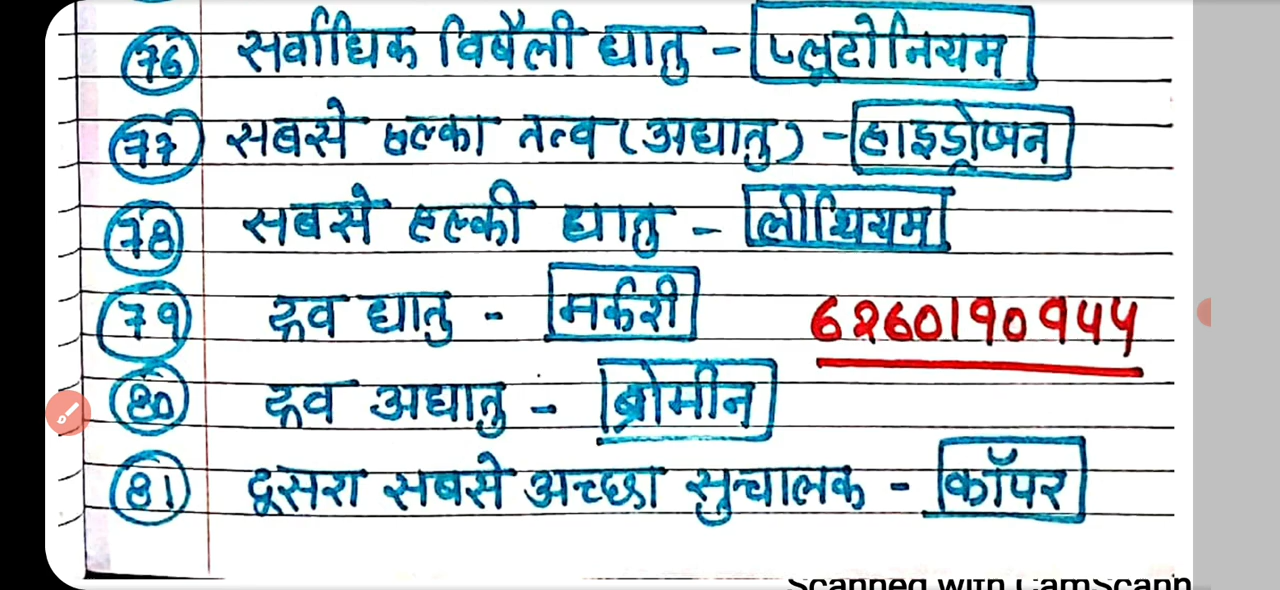 76 सर्वाधिक विषैली धातु - प्लूटोनियम
77 सबसे हल्का तत्व (अधातु) - हाइड्रोजन
78 सबसे हल्की धातु - लीथियम
79 द्रव धातु - मर्करी
6260190944
80 द्रव अधातु - ब्रोमीन
81 दूसरा सबसे अच्छा सुचालक - कॉपर
Scanned with CamScann